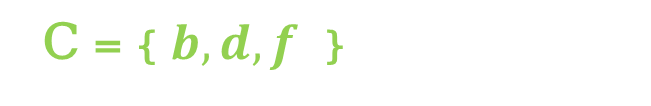 C = { b, d, f }